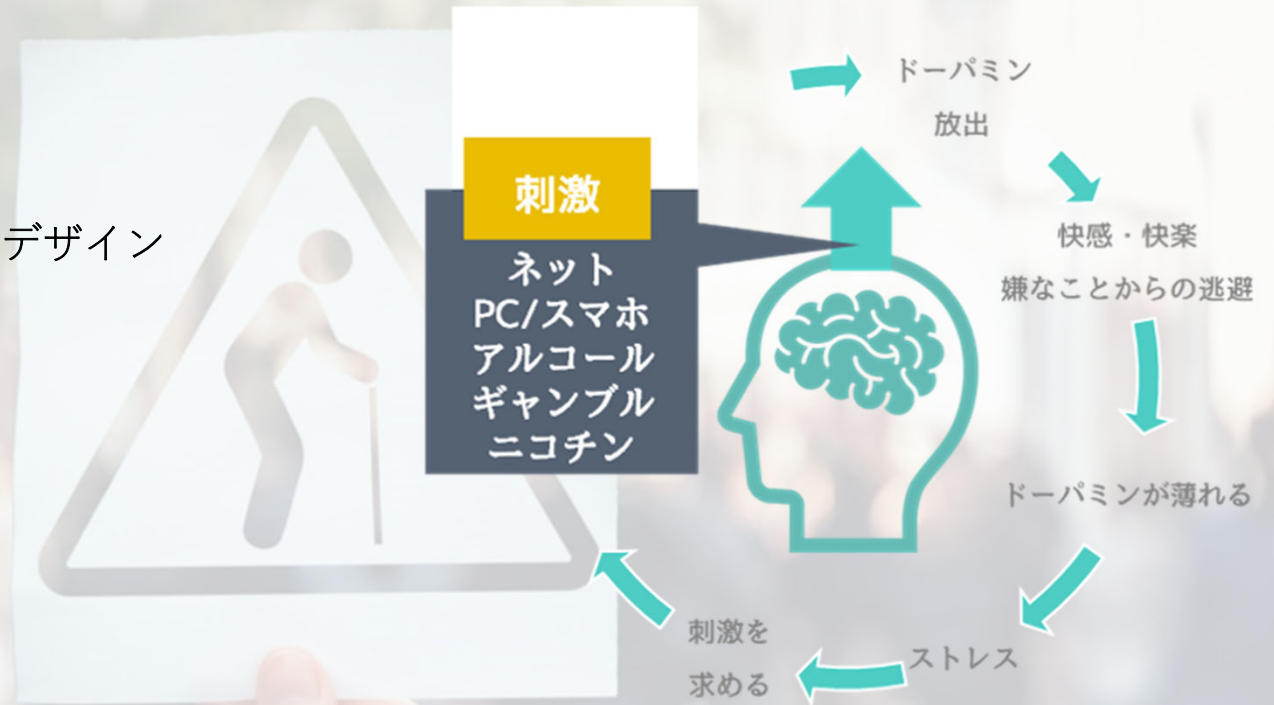 デザイン
刺激
ネット
PC/スマホ
アルコール
ギャンブル
ニコチン
ドーパミン
放出
快感・快楽
嫌なことからの逃避
ドーパミンが薄れる
ストレス
刺激を
求める